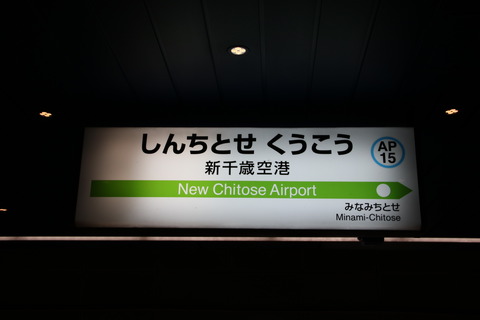 しんちとせ くうこう
AP
15
新千歳空港
New Chitose Airport
みなみちとせ
Minami-Chitose